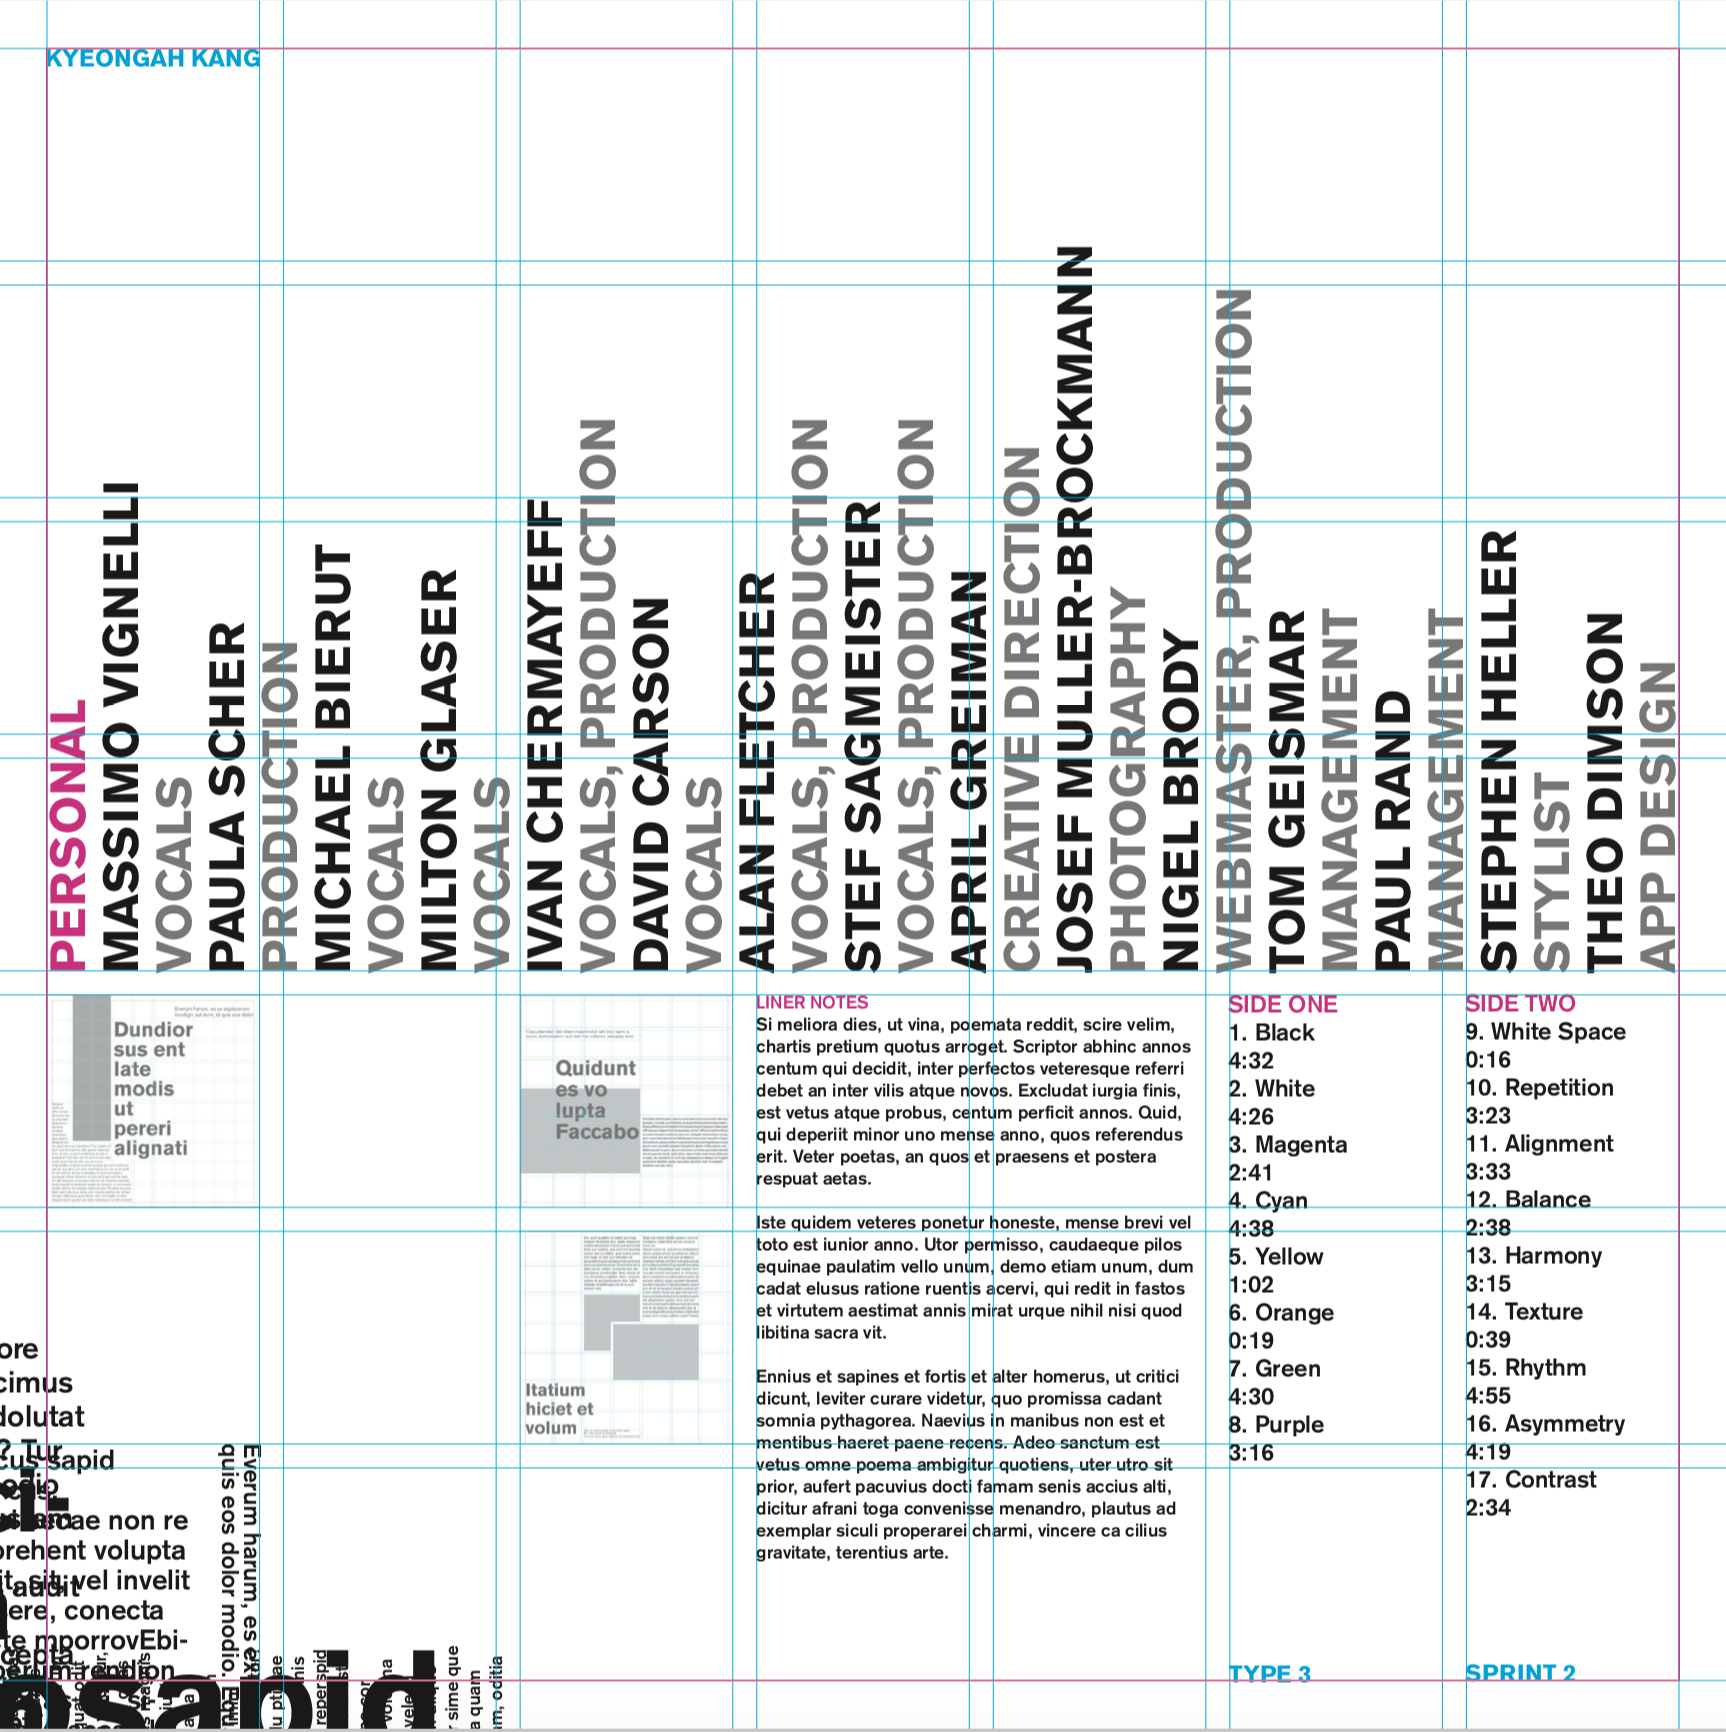 KYEONGAH KANG
PERSONAL
MASSIMO VIGNELLI
VOCALS
PAULA SCHER
PRODUCTION
MICHAEL BIERUT
VOCALS
MILTON GLASER
VOCALS
IVAN CHERMAYEFF
VOCALS, PRODUCTION
DAVID CARSON
VOCALS
ALAN FLETCHER
VOCALS, PRODUCTION
STEF SAGMEISTER
VOCALS, PRODUCTION
APRIL GREIMAN
CREATIVE DIRECTION
JOSEF MULLER-BROCKMANN
PHOTOGRAPHY
NIGEL BRODY
WEBMASTER, PRODUCTION
TOM GEISMAR
MANAGEMENT
PAUL RAND
MANAGEMENT
STEPHEN HELLER
STYLIST
THEO DIMSON
APP DESIGN
Dundior
sus ent
late
modis
ut
pereri
alignati
Quidunt
es vo
lupta
Faccabo
Itatium
hiciet et
volum
LINER NOTES
Si meliora dies, ut vina, poemata reddit, scire velim,
chartis pretium quotus arroget. Scriptor abhinc annos
centum qui decidit, inter perfectos veteresque referri
debet an inter vilis atque novos. Excludat iurgia finis,
est vetus atque probus, centum perficit annos. Quid,
qui deperiit minor uno mense anno, quos referendus
erit. Veter poetas, an quos et praesens et postera
respuat aetas.
Iste quidem veteres ponetur honeste, mense brevi vel
toto est iunior anno. Utor permisso, caudaeque pilos
equinae paulatim vello unum, demo etiam unum, dum
cadat elusus ratione ruentis acervi, qui redit in fastos
et virtutem aestimat annis mirat urque nihil nisi quod
libitina sacra vit.
Ennius et sapines et fortis et alter homerus, ut critici
dicunt, leviter curare videtur, quo promissa cadant
somnia pythagorea. Naevius in manibus non est et
mentibus haeret paene recens. Adeo sanctum est
vetus omne poema ambigitur quotiens, uter utro sit
prior, aufert pacuvius docti famam senis accius alti,
dicitur afrani toga convenisse menandro, plautus ad
exemplar siculi properarei charmi, vincere ca cilius
gravitate, terentius arte.
SIDE ONE
1. Black
4:32
2. White
4:26
3. Magenta
2:41
4. Cyan
4:38
5. Yellow
1:02
6. Orange
0:19
7. Green
4:30
8. Purple
3:16
SIDE TWO
9. White Space
0:16
10. Repetition
3:23
11. Alignment
3:33
12. Balance
2:38
13. Harmony
3:15
14. Texture
0:39
15. Rhythm
4:55
16. Asymmetry
4:19
17. Contrast
2:34
ore
cimus
dolutat
sapid
ecae non re
orehent volupta
vel invelit
ere, conecta
te mporrovEbi-
rendion
Everum harum, es ex
quis eos dolor modio.
sapid
TYPE 3
SPRINT 2